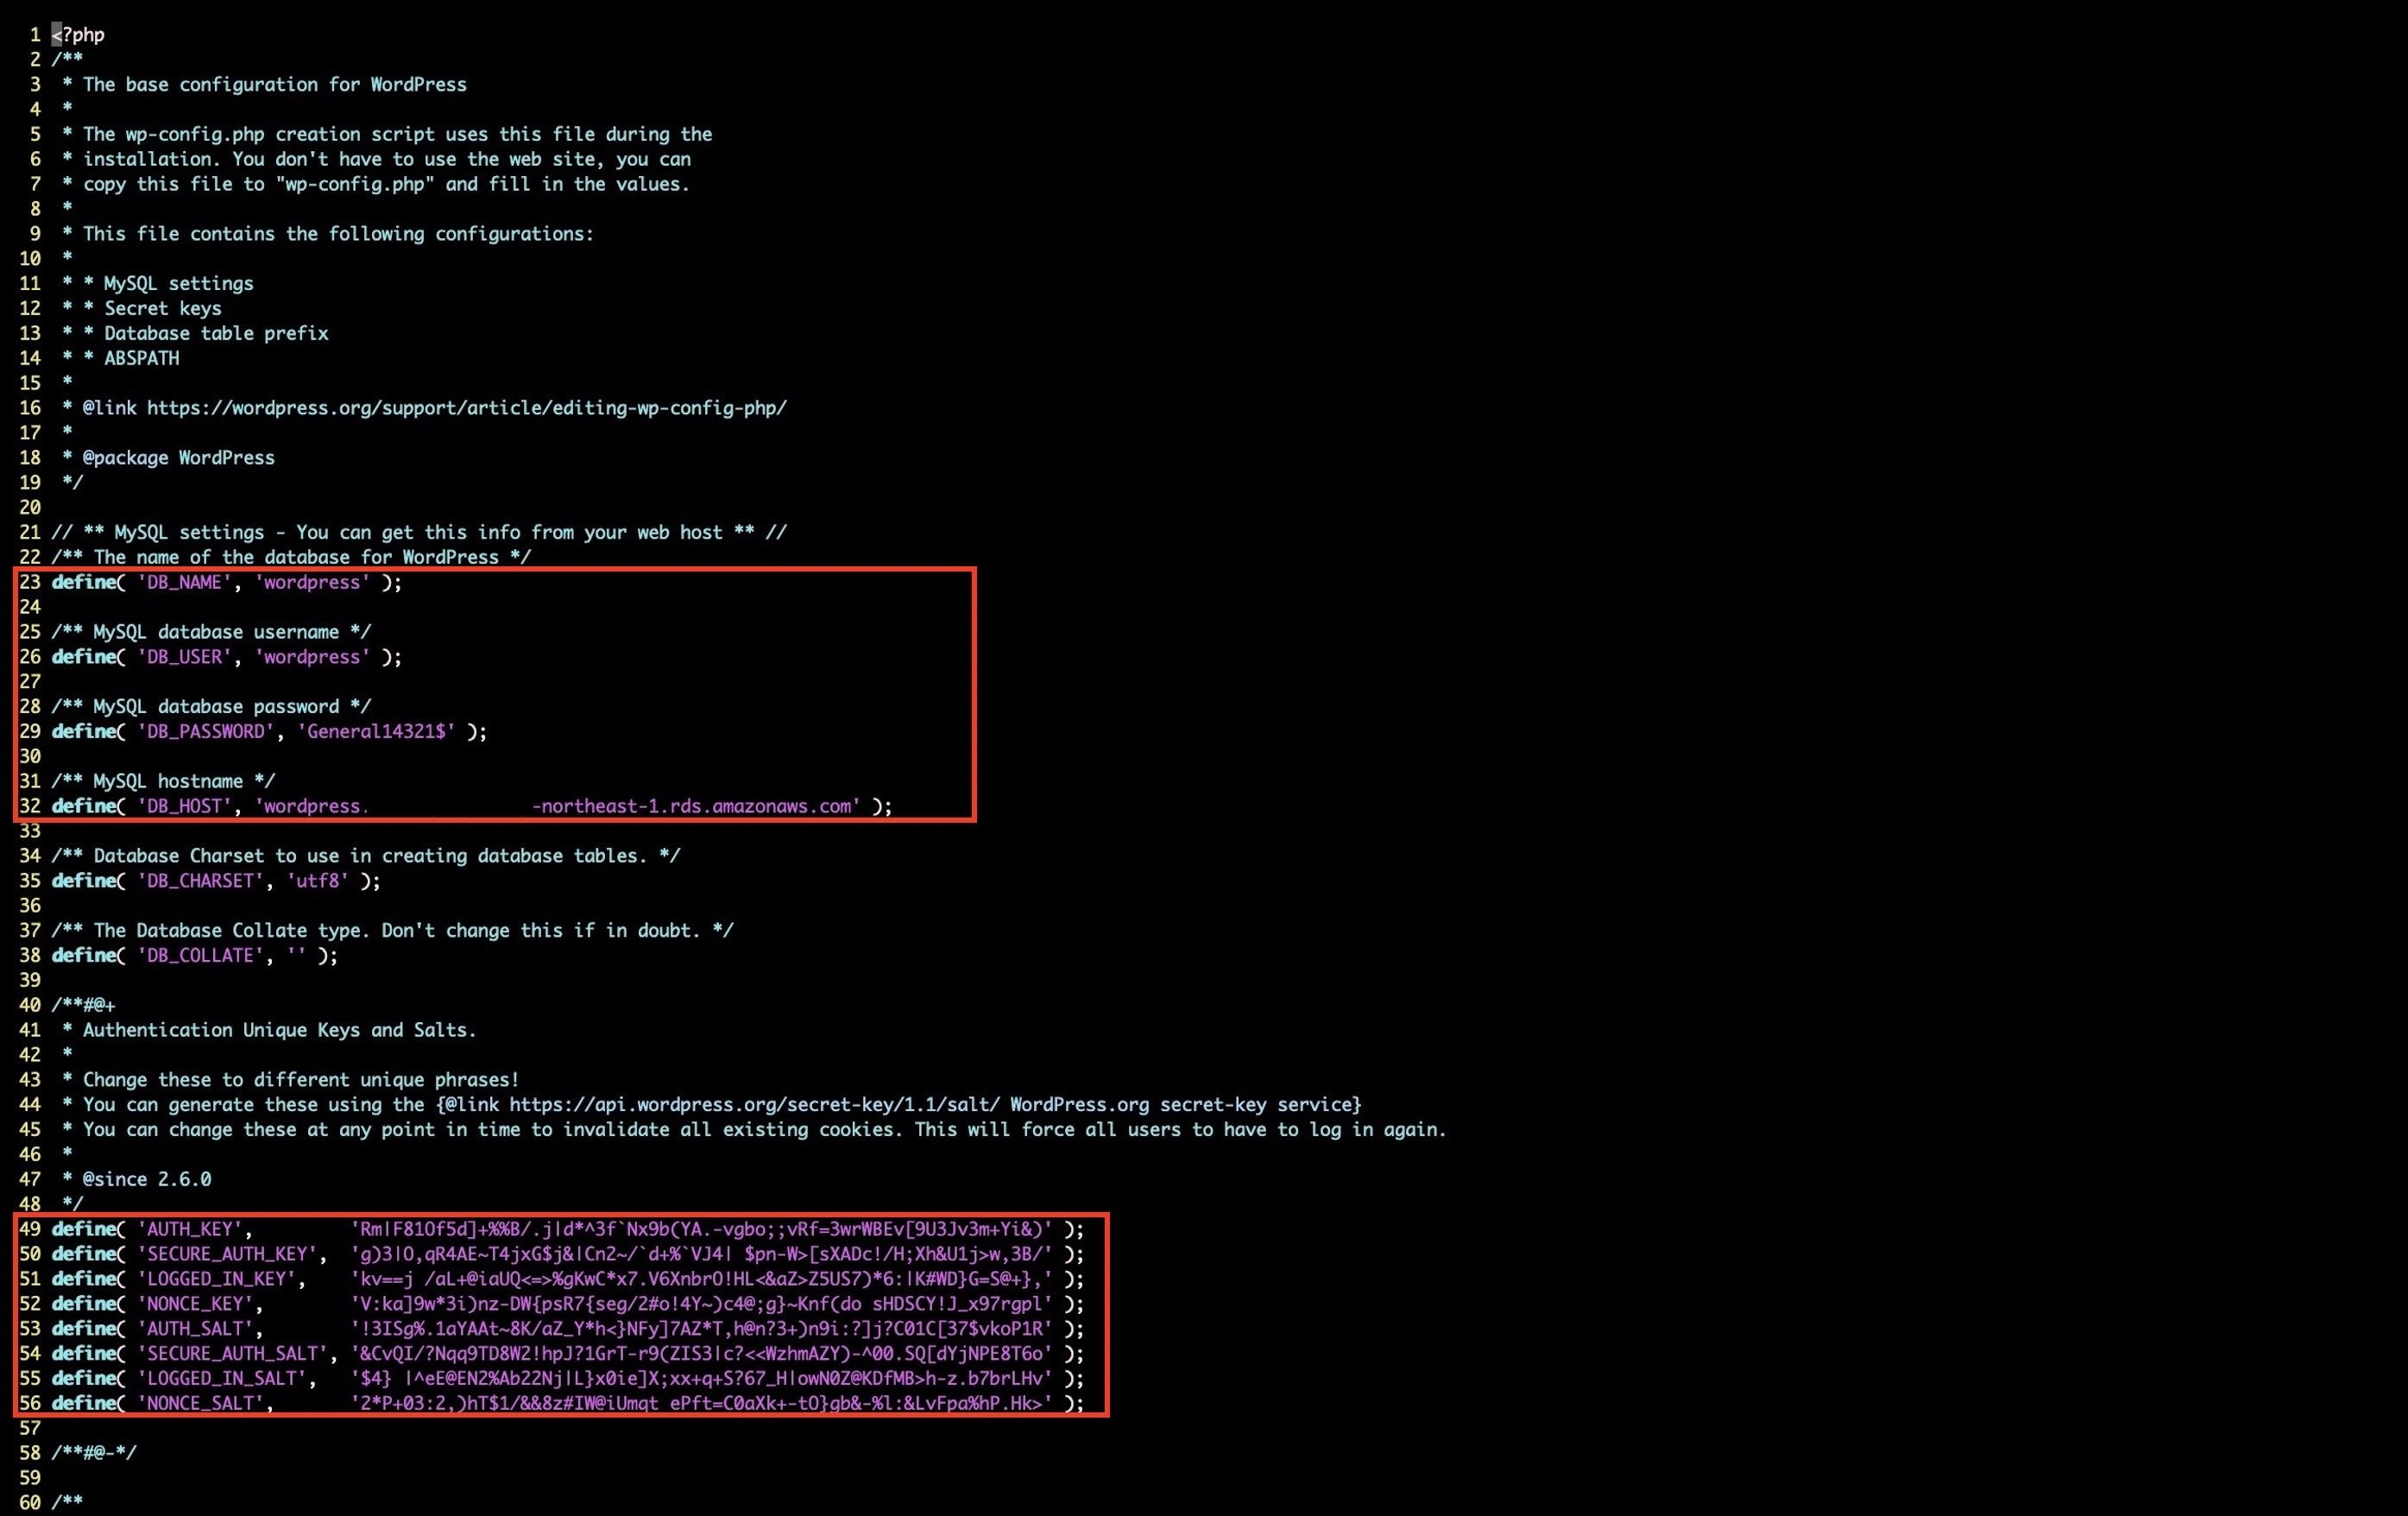 1 <?php
2 /**
3  * The base configuration for WordPress
4  *
5  * The wp-config.php creation script uses this file during the
6  * installation. You don't have to use the web site, you can
7  * copy this file to "wp-config.php" and fill in the values.
8  *
9  * This file contains the following configurations:
10  *
11  * * MySQL settings
12  * * Secret keys
13  * * Database table prefix
14  * * ABSPATH
15  *
16  * @link https://wordpress.org/support/article/editing-wp-config-php/
17  *
18  * @package WordPress
19  */
20
21 // ** MySQL settings - You can get this info from your web host ** //
22 /** The name of the database for WordPress */
23 define( 'DB_NAME', 'wordpress' );
24
25 /** MySQL database username */
26 define( 'DB_USER', 'wordpress' );
27
28 /** MySQL database password */
29 define( 'DB_PASSWORD', 'General14321$' );
30
31 /** MySQL hostname */
32 define( 'DB_HOST', 'wordpress.               -northeast-1.rds.amazonaws.com' );
33
34 /** Database Charset to use in creating database tables. */
35 define( 'DB_CHARSET', 'utf8' );
36
37 /** The Database Collate type. Don't change this if in doubt. */
38 define( 'DB_COLLATE', '' );
39
40 /**#@+
41  * Authentication Unique Keys and Salts.
42  *
43  * Change these to different unique phrases!
44  * You can generate these using the {@link https://api.wordpress.org/secret-key/1.1/salt/ WordPress.org secret-key service}
45  * You can change these at any point in time to invalidate all existing cookies. This will force all users to have to log in again.
46  *
47  * @since 2.6.0
48  */
49 define( 'AUTH_KEY',         'Rm|F81Of5d]+%%B/.j|d*^3f`Nx9b(YA.-vgbo;;vRf=3wrWBEv[9U3Jv3m+Yi&)' );
50 define( 'SECURE_AUTH_KEY',  'g)3|O,qR4AE~T4jxG$j&|Cn2~/`d+%`VJ4| $pn-W>[sXADc!/H;Xh&U1j>w,3B/' );
51 define( 'LOGGED_IN_KEY',    'kv==j /aL+@iaUQ<=>%gKwC*x7.V6XnbrO!HL<&aZ>Z5US7)*6:|K#WD}G=S@+},' );
52 define( 'NONCE_KEY',        'V:ka]9w*3i)nz-DW{psR7{seg/2#o!4Y~)c4@;g}~Knf(do sHDSCY!J_x97rgpl' );
53 define( 'AUTH_SALT',        '!3ISg%.1aYAAt~8K/aZ_Y*h<}NFy]7AZ*T,h@n?3+)n9i:?]j?C01C[37$vkoP1R' );
54 define( 'SECURE_AUTH_SALT', '&CvQI/?Nqq9TD8W2!hpJ?1GrT-r9(ZIS3|c?<<WzhmAZY)-^00.SQ[dYjNPE8T6o' );
55 define( 'LOGGED_IN_SALT',   '$4} |^eE@EN2%Ab22Nj|L}x0ie]X;xx+q+S?67_H|owN0Z@KDfMB>h-z.b7brLHv' );
56 define( 'NONCE_SALT',       '2*P+03:2,)hT$1/&&8z#IW@iUmqt ePft=C0aXk+-tO}gb&-%l:&LvFpa%hP.Hk>' );
57
58 /**#@-*/
59
60 /**